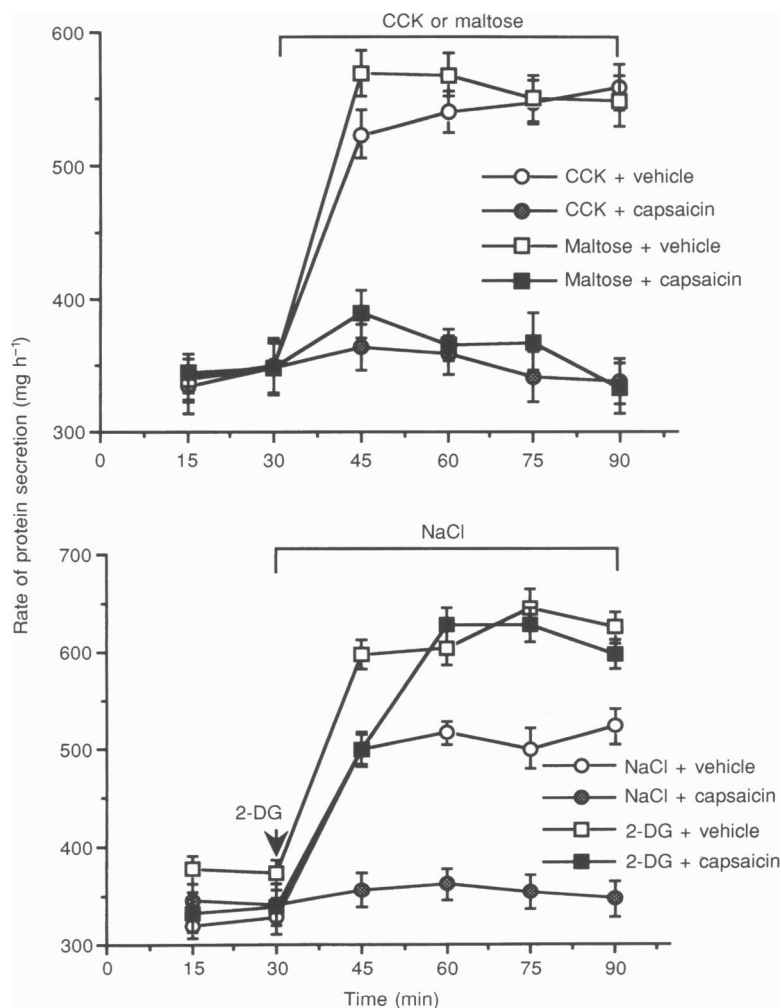 CCK or maltose
600
500
400
300
CCK + vehicle
CCK + capsaicin
Maltose + vehicle
Maltose + capsaicin
0 15 30 45 60 75 90
Rate of protein secretion (mg h⁻¹)
NaCl
700
600
500
400
300
2-DG
NaCl + vehicle
NaCl + capsaicin
2-DG + vehicle
2-DG + capsaicin
0 15 30 45 60 75 90
Time (min)